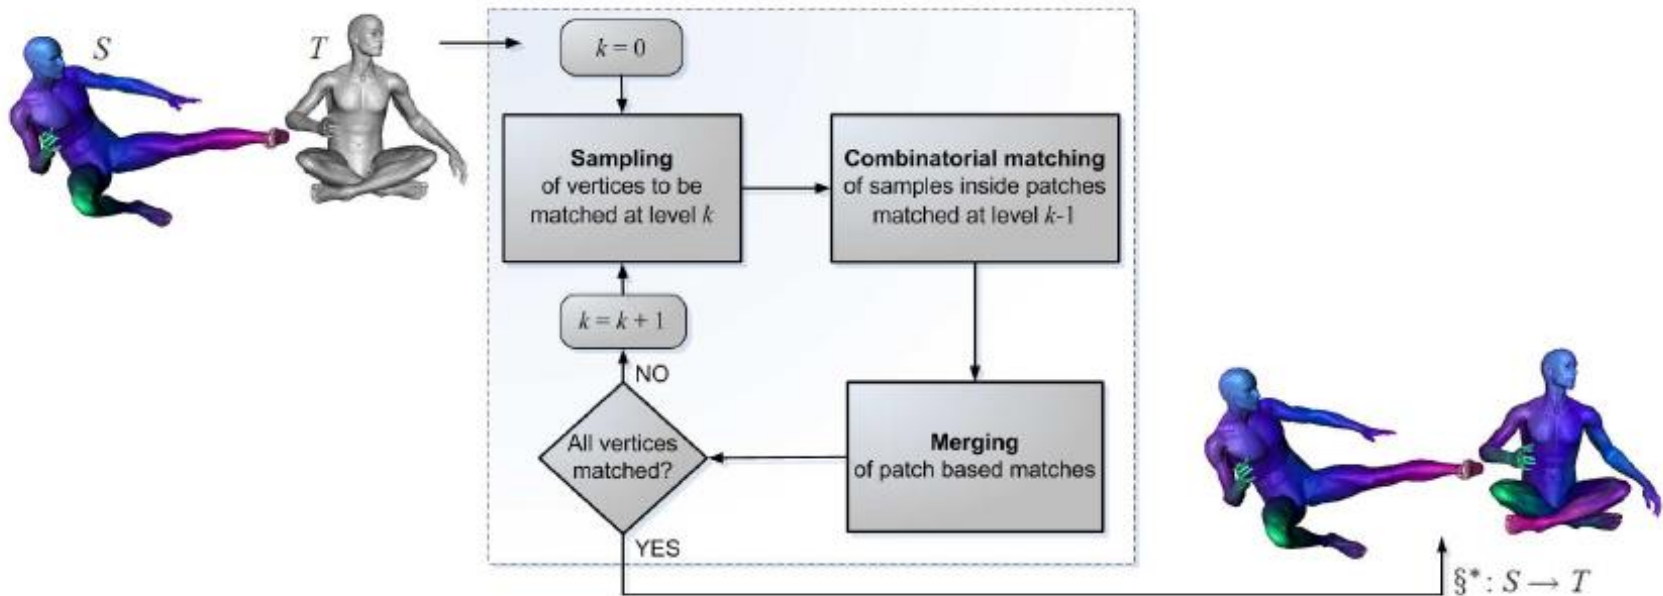 S
T
k = 0
Sampling
of vertices to be
matched at level k
Combinatorial matching
of samples inside patches
matched at level k-1
k = k + 1
NO
All vertices
matched?
Merging
of patch based matches
YES
§* : S → T